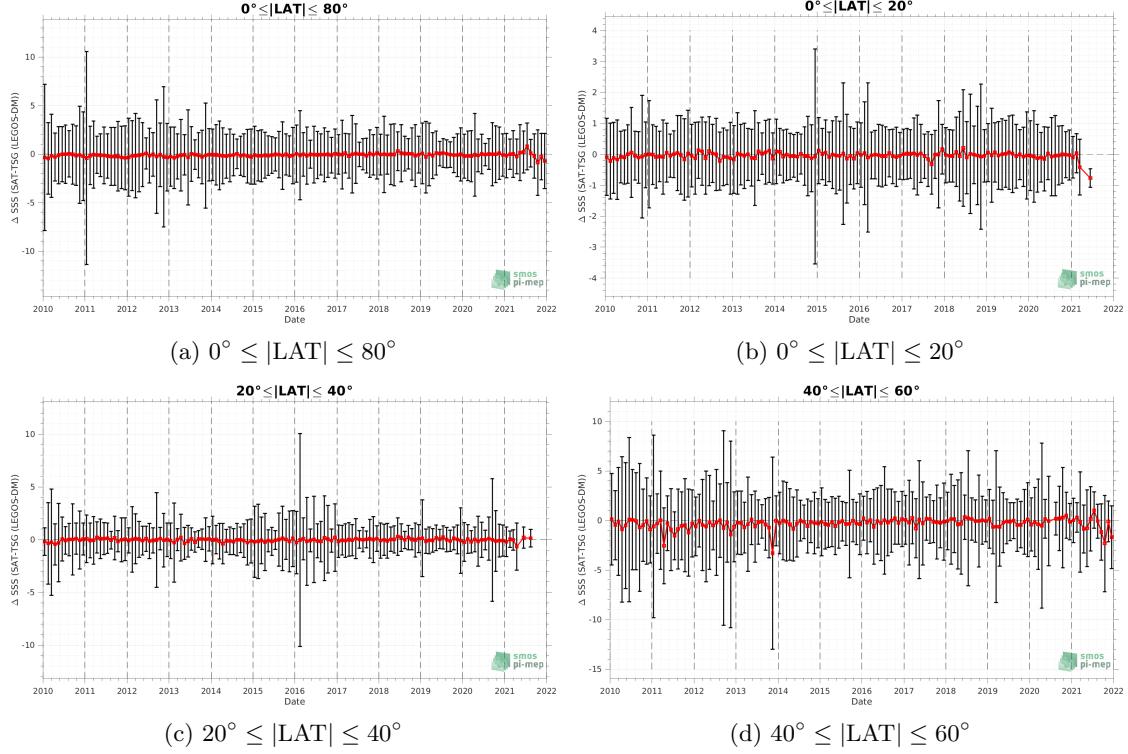 0°≤|LAT|≤ 80°
Δ SSS (SAT-TSG (LEGOS-DM))
10
5
0
-5
-10
2010 2011 2012 2013 2014 2015 2016 2017 2018 2019 2020 2021 2022
Date
smos
pi-mep
(a) 0° ≤ |LAT| ≤ 80°
0°≤|LAT|≤ 20°
Δ SSS (SAT-TSG (LEGOS-DM))
4
3
2
1
0
-1
-2
-3
-4
2010 2011 2012 2013 2014 2015 2016 2017 2018 2019 2020 2021 2022
Date
smos
pi-mep
(b) 0° ≤ |LAT| ≤ 20°
20°≤|LAT|≤ 40°
Δ SSS (SAT-TSG (LEGOS-DM))
10
5
0
-5
-10
2010 2011 2012 2013 2014 2015 2016 2017 2018 2019 2020 2021 2022
Date
smos
pi-mep
(c) 20° ≤ |LAT| ≤ 40°
40°≤|LAT|≤ 60°
Δ SSS (SAT-TSG (LEGOS-DM))
10
5
0
-5
-10
-15
2010 2011 2012 2013 2014 2015 2016 2017 2018 2019 2020 2021 2022
Date
smos
pi-mep
(d) 40° ≤ |LAT| ≤ 60°